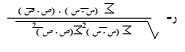 ر- = Σ (س - س̄) ، (ص - ص̄) / √ Σ (س - س̄)² Σ (ص - ص̄)²